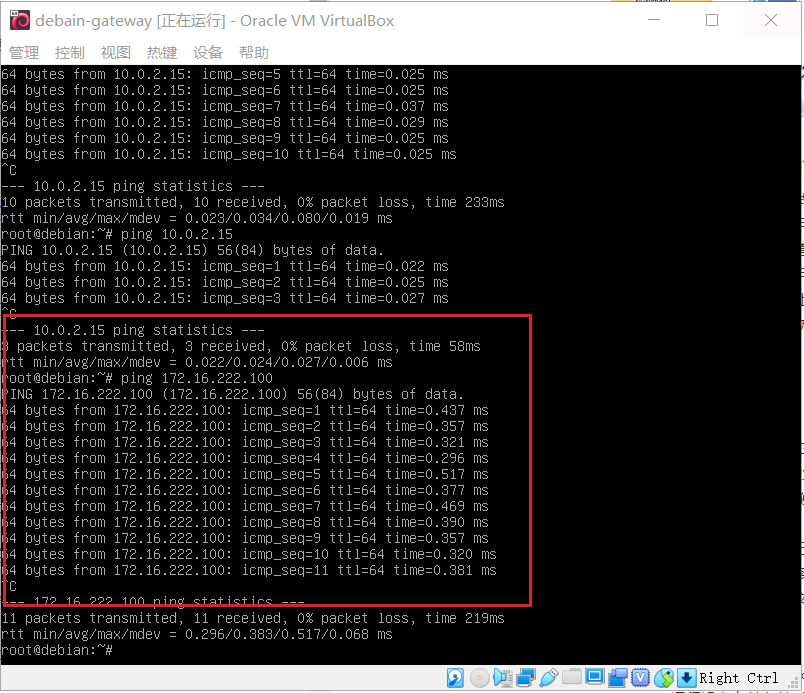 debain-gateway [正在运行] - Oracle VM VirtualBox
管理 控制 视图 热键 设备 帮助
64 bytes from 10.0.2.15: icmp_seq=5 ttl=64 time=0.025 ms
64 bytes from 10.0.2.15: icmp_seq=6 ttl=64 time=0.025 ms
64 bytes from 10.0.2.15: icmp_seq=7 ttl=64 time=0.037 ms
64 bytes from 10.0.2.15: icmp_seq=8 ttl=64 time=0.029 ms
64 bytes from 10.0.2.15: icmp_seq=9 ttl=64 time=0.025 ms
64 bytes from 10.0.2.15: icmp_seq=10 ttl=64 time=0.025 ms
^C
--- 10.0.2.15 ping statistics ---
10 packets transmitted, 10 received, 0% packet loss, time 233ms
rtt min/avg/max/mdev = 0.023/0.034/0.080/0.019 ms
root@debian:~# ping 10.0.2.15
PING 10.0.2.15 (10.0.2.15) 56(84) bytes of data.
64 bytes from 10.0.2.15: icmp_seq=1 ttl=64 time=0.022 ms
64 bytes from 10.0.2.15: icmp_seq=2 ttl=64 time=0.025 ms
64 bytes from 10.0.2.15: icmp_seq=3 ttl=64 time=0.027 ms
^C
--- 10.0.2.15 ping statistics ---
3 packets transmitted, 3 received, 0% packet loss, time 58ms
rtt min/avg/max/mdev = 0.022/0.024/0.027/0.006 ms
root@debian:~# ping 172.16.222.100
PING 172.16.222.100 (172.16.222.100) 56(84) bytes of data.
64 bytes from 172.16.222.100: icmp_seq=1 ttl=64 time=0.437 ms
64 bytes from 172.16.222.100: icmp_seq=2 ttl=64 time=0.357 ms
64 bytes from 172.16.222.100: icmp_seq=3 ttl=64 time=0.321 ms
64 bytes from 172.16.222.100: icmp_seq=4 ttl=64 time=0.296 ms
64 bytes from 172.16.222.100: icmp_seq=5 ttl=64 time=0.517 ms
64 bytes from 172.16.222.100: icmp_seq=6 ttl=64 time=0.377 ms
64 bytes from 172.16.222.100: icmp_seq=7 ttl=64 time=0.469 ms
64 bytes from 172.16.222.100: icmp_seq=8 ttl=64 time=0.390 ms
64 bytes from 172.16.222.100: icmp_seq=9 ttl=64 time=0.357 ms
64 bytes from 172.16.222.100: icmp_seq=10 ttl=64 time=0.320 ms
64 bytes from 172.16.222.100: icmp_seq=11 ttl=64 time=0.381 ms
^C
--- 172.16.222.100 ping statistics ---
11 packets transmitted, 11 received, 0% packet loss, time 219ms
rtt min/avg/max/mdev = 0.296/0.383/0.517/0.068 ms
root@debian:~#
Right Ctrl